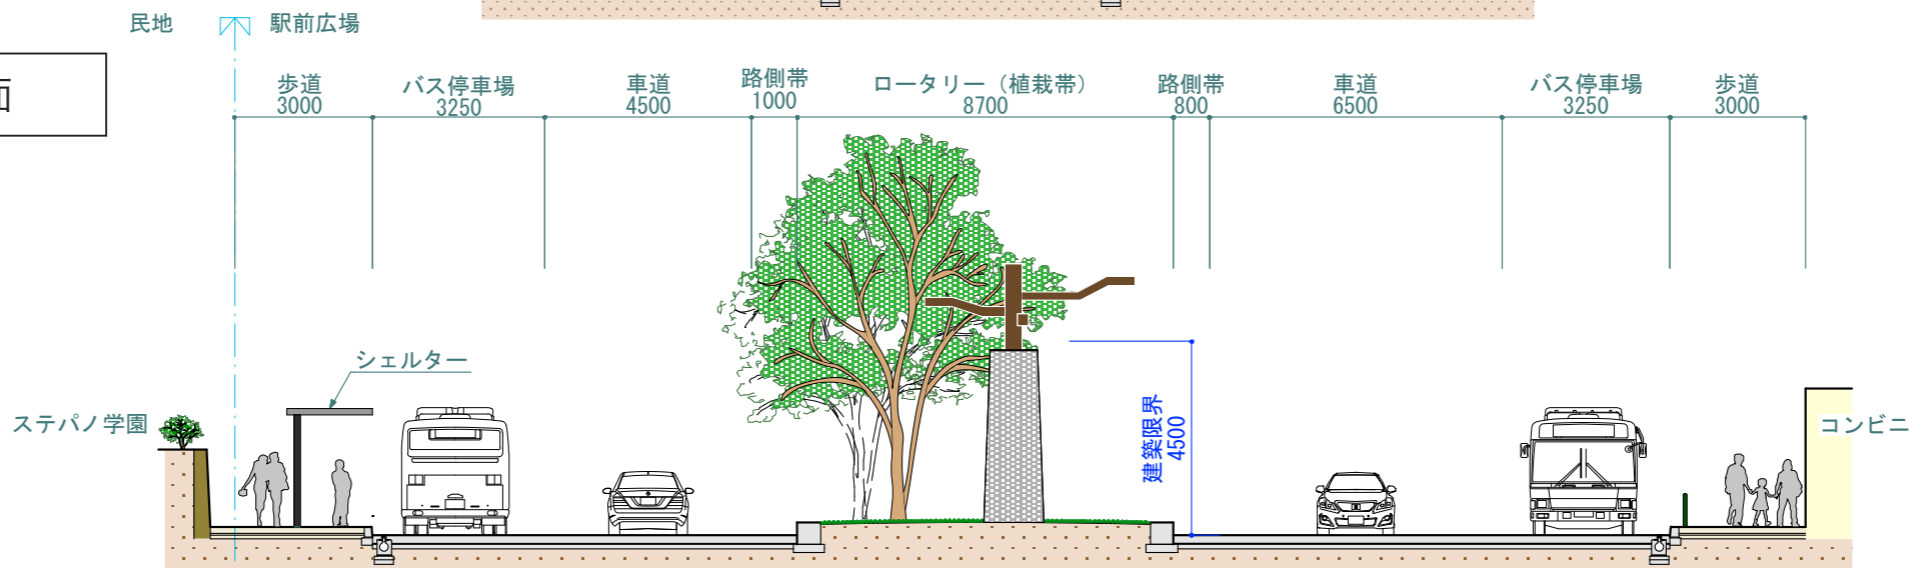 民地
駅前広場
面
歩道
3000
バス停車場
3250
車道
4500
路側帯
1000
ロータリー（植栽帯）
8700
路側帯
800
車道
6500
バス停車場
3250
歩道
3000
シェルター
ステパノ学園
建築限界
4500
コンビニ